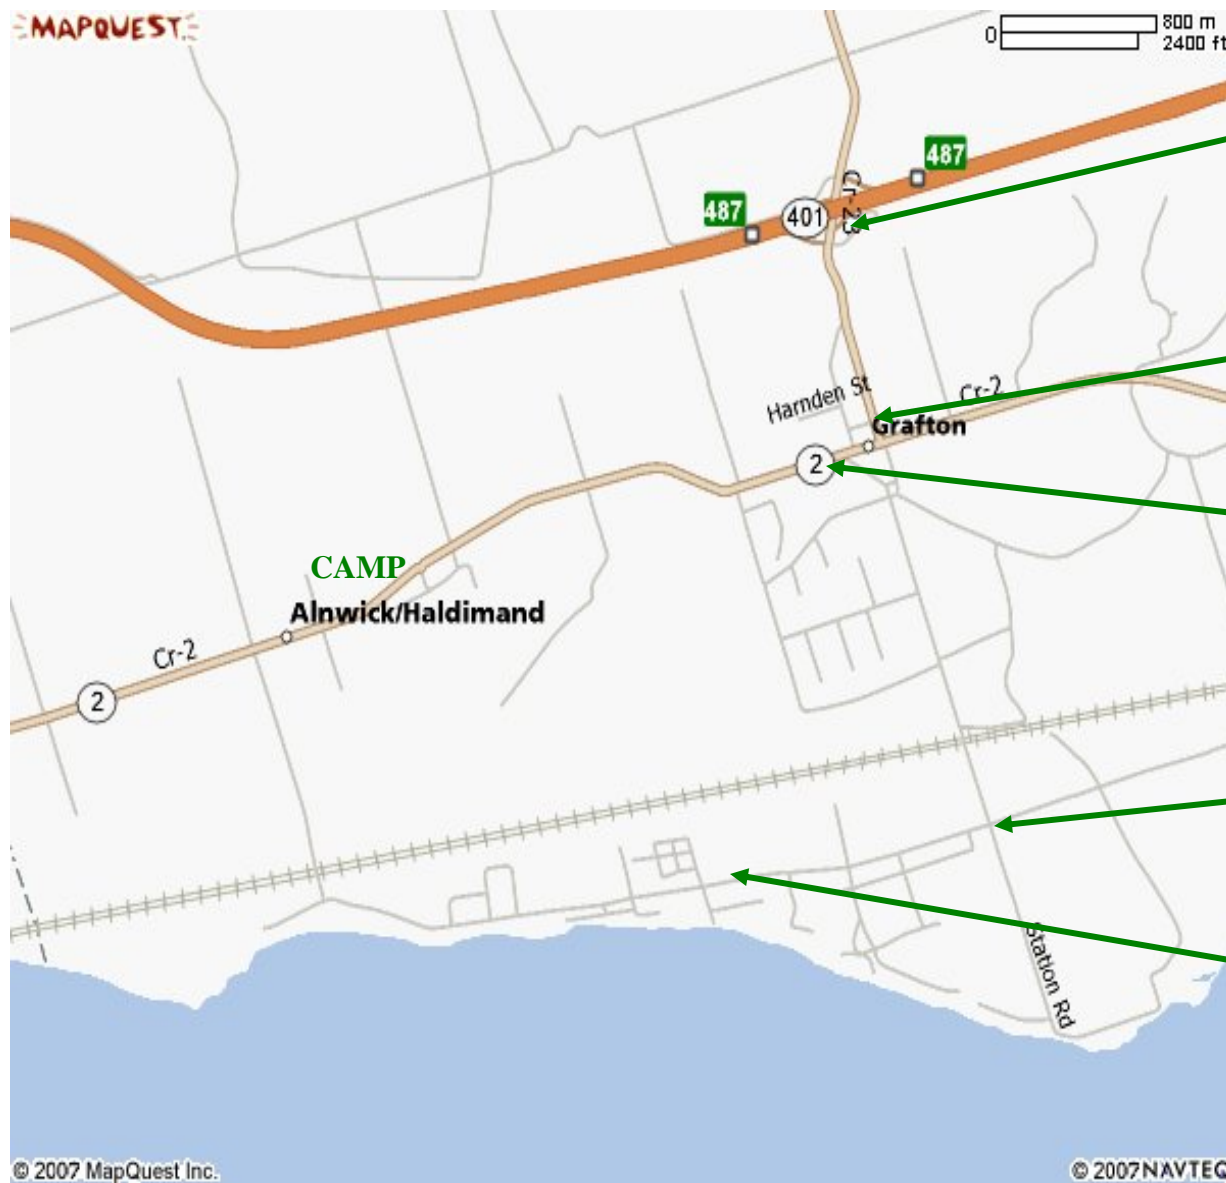 MAPQUEST
0
800 m
2400 ft
487
487
401
Cr-23
Harnden St
Cr-2
Grafton
2
CAMP
Alnwick/Haldimand
Cr-2
2
Station Rd
© 2007 MapQuest Inc.
© 2007 NAVTEQ